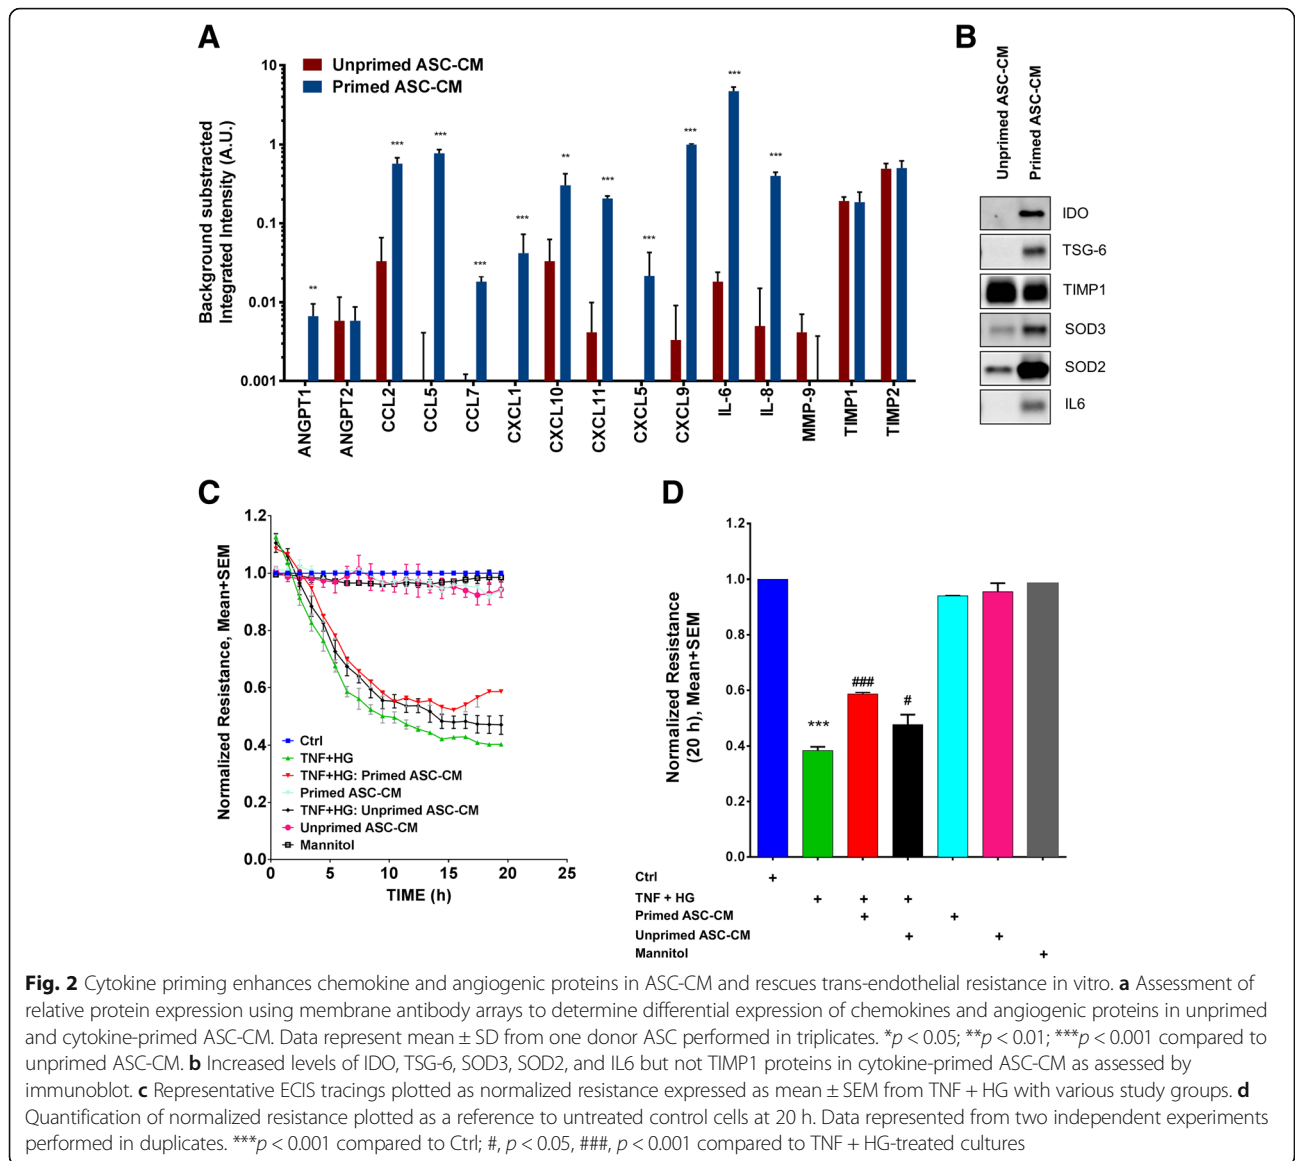 A
Unprimed ASC-CM
Primed ASC-CM
Background substracted
Integrated Intensity (A.U.)
10
1
0.1
0.01
0.001
** *** *** *** *** ** *** *** *** *** ***
ANGPT1
ANGPT2
CCL2
CCL5
CCL7
CXCL1
CXCL10
CXCL11
CXCL5
CXCL9
IL-6
IL-8
MMP-9
TIMP1
TIMP2
B
Unprimed ASC-CM
Primed ASC-CM
IDO
TSG-6
TIMP1
SOD3
SOD2
IL6
C
Normalized Resistance, Mean+SEM
1.2
1.0
0.8
0.6
0.4
0.2
0.0
Ctrl
TNF+HG
TNF+HG: Primed ASC-CM
Primed ASC-CM
TNF+HG: Unprimed ASC-CM
Unprimed ASC-CM
Mannitol
0 5 10 15 20 25
TIME (h)
D
Normalized Resistance
(20 h), Mean+SEM
1.2
1.0
0.8
0.6
0.4
0.2
0.0
*** ### #
Ctrl +
TNF + HG + + +
Primed ASC-CM + +
Unprimed ASC-CM + +
Mannitol +
Fig. 2 Cytokine priming enhances chemokine and angiogenic proteins in ASC-CM and rescues trans-endothelial resistance in vitro. a Assessment of
relative protein expression using membrane antibody arrays to determine differential expression of chemokines and angiogenic proteins in unprimed
and cytokine-primed ASC-CM. Data represent mean ± SD from one donor ASC performed in triplicates. *p < 0.05; **p < 0.01; ***p < 0.001 compared to
unprimed ASC-CM. b Increased levels of IDO, TSG-6, SOD3, SOD2, and IL6 but not TIMP1 proteins in cytokine-primed ASC-CM as assessed by
immunoblot. c Representative ECIS tracings plotted as normalized resistance expressed as mean ± SEM from TNF + HG with various study groups. d
Quantification of normalized resistance plotted as a reference to untreated control cells at 20 h. Data represented from two independent experiments
performed in duplicates. ***p < 0.001 compared to Ctrl; #, p < 0.05, ###, p < 0.001 compared to TNF + HG-treated cultures